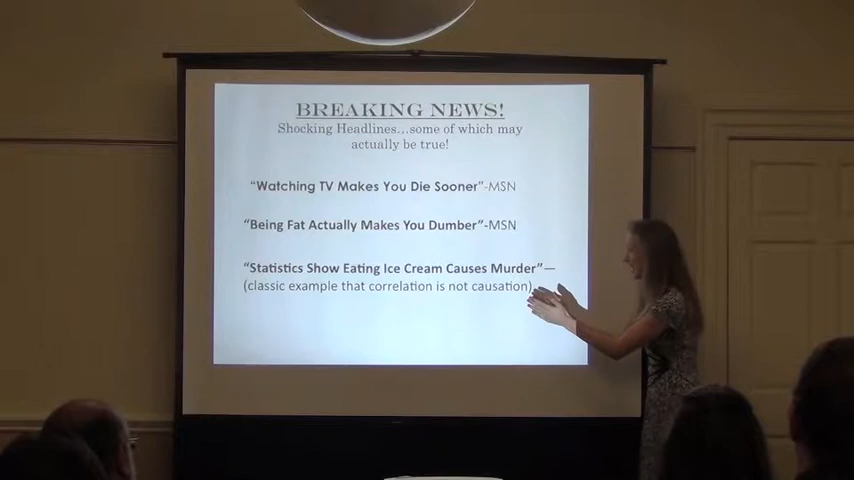 BREAKING NEWS!
Shocking Headlines...some of which may
actually be true!
"Watching TV Makes You Die Sooner"-MSN
"Being Fat Actually Makes You Dumber"-MSN
"Statistics Show Eating Ice Cream Causes Murder"—
(classic example that correlation is not causation)